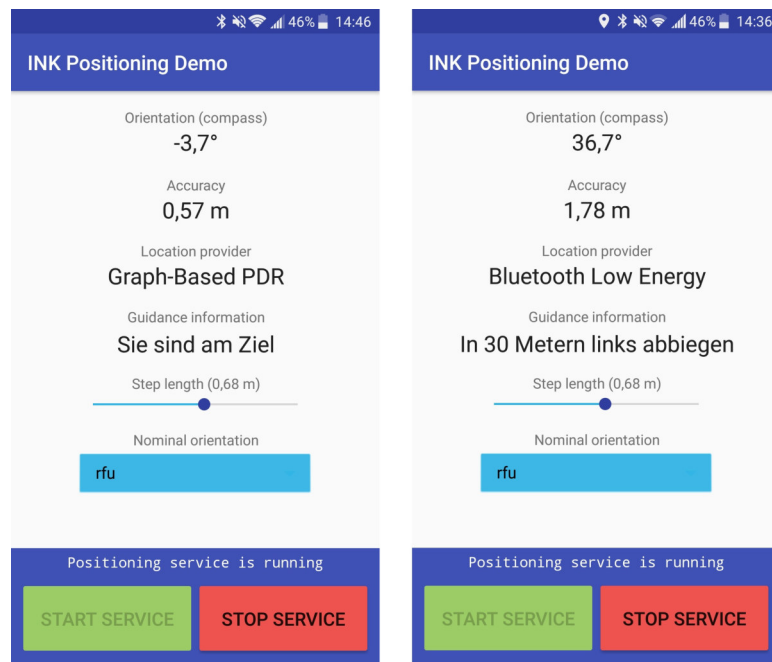 46% 14:46
INK Positioning Demo
Orientation (compass)
-3,7°
Accuracy
0,57 m
Location provider
Graph-Based PDR
Guidance information
Sie sind am Ziel
Step length (0,68 m)
Nominal orientation
rfu
Positioning service is running
START SERVICE STOP SERVICE
46% 14:36
INK Positioning Demo
Orientation (compass)
36,7°
Accuracy
1,78 m
Location provider
Bluetooth Low Energy
Guidance information
In 30 Metern links abbiegen
Step length (0,68 m)
Nominal orientation
rfu
Positioning service is running
START SERVICE STOP SERVICE